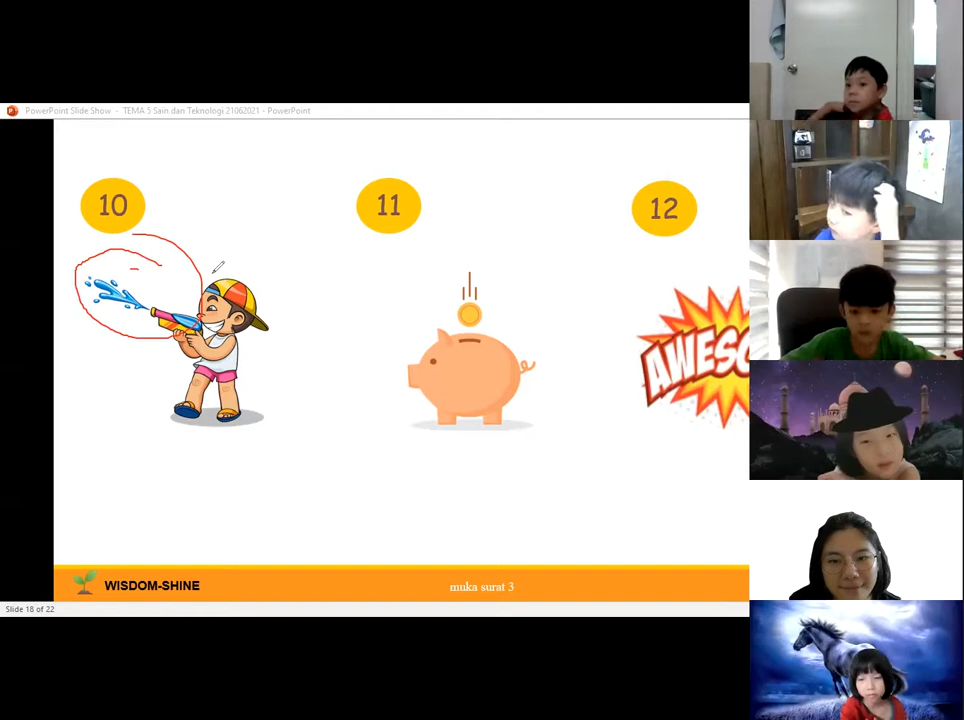 PowerPoint Slide Show - TEMA 5 Sain dan Teknologi 21062021 - PowerPoint
10
11
12
AWESO
WISDOM-SHINE
muka surat 3
Slide 18 of 22